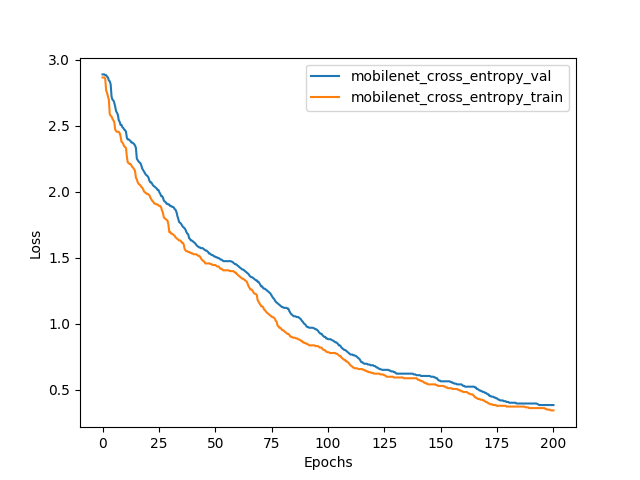 mobilenet_cross_entropy_val
mobilenet_cross_entropy_train
3.0
2.5
2.0
1.5
1.0
0.5
Loss
0 25 50 75 100 125 150 175 200
Epochs